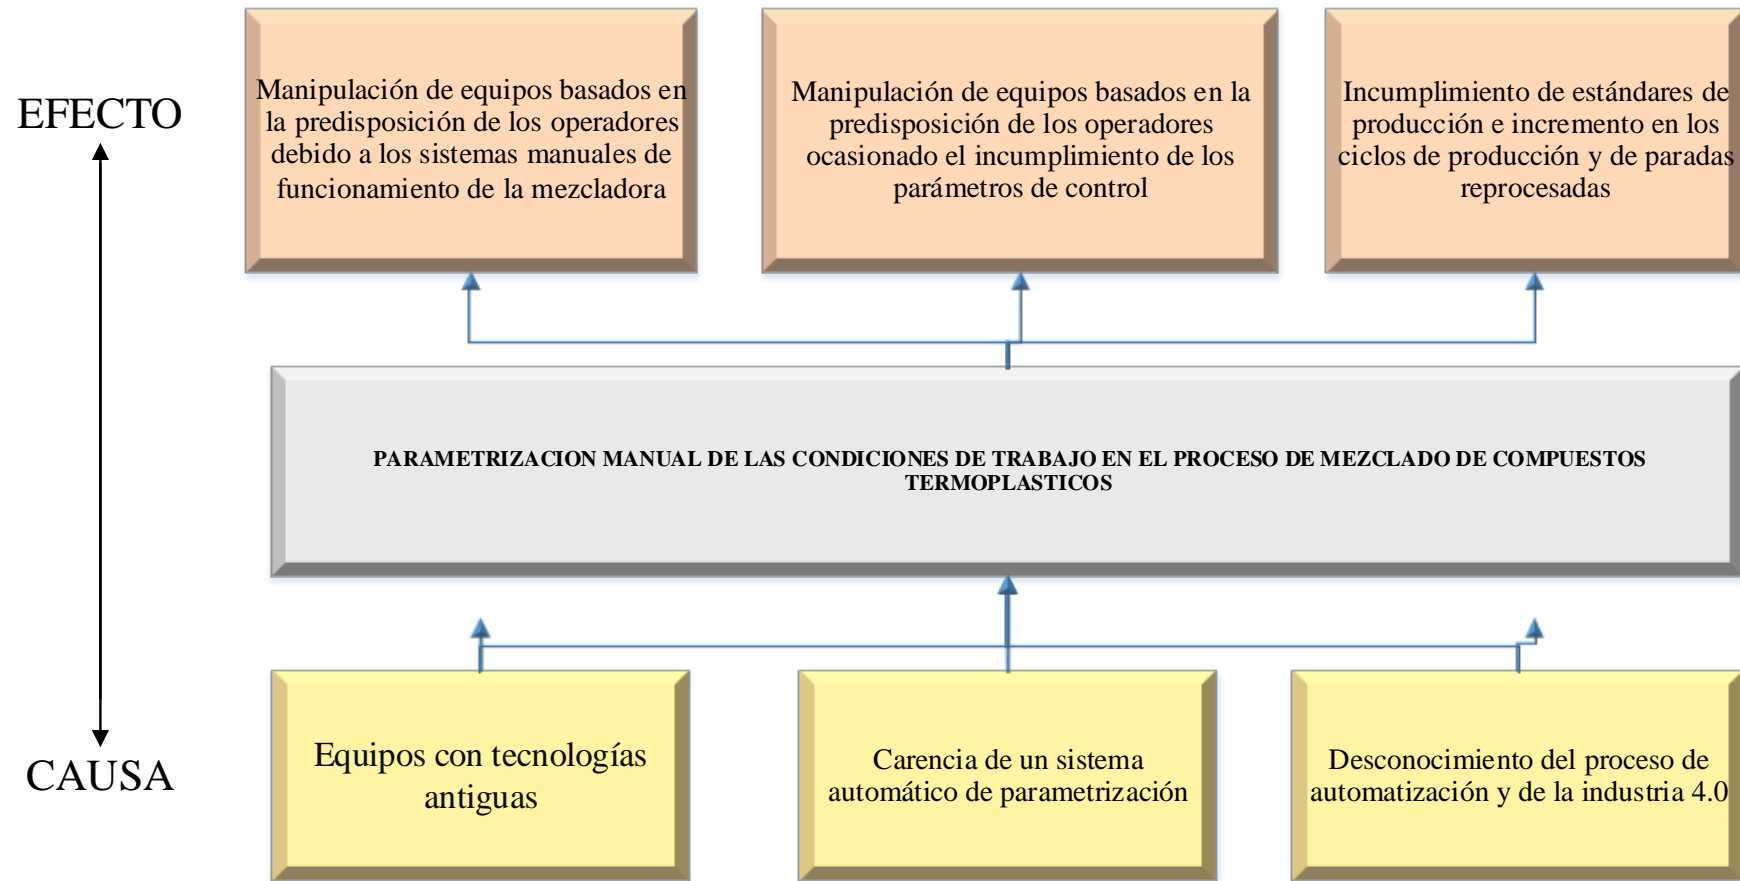 EFECTO
Manipulación de equipos basados en
la predisposición de los operadores
debido a los sistemas manuales de
funcionamiento de la mezcladora
Manipulación de equipos basados en la
predisposición de los operadores
ocasionado el incumplimiento de los
parámetros de control
Incumplimiento de estándares de
producción e incremento en los
ciclos de producción y de paradas
reprocesadas
PARAMETRIZACION MANUAL DE LAS CONDICIONES DE TRABAJO EN EL PROCESO DE MEZCLADO DE COMPUESTOS
TERMOPLASTICOS
CAUSA
Equipos con tecnologías
antiguas
Carencia de un sistema
automático de parametrización
Desconocimiento del proceso de
automatización y de la industria 4.0